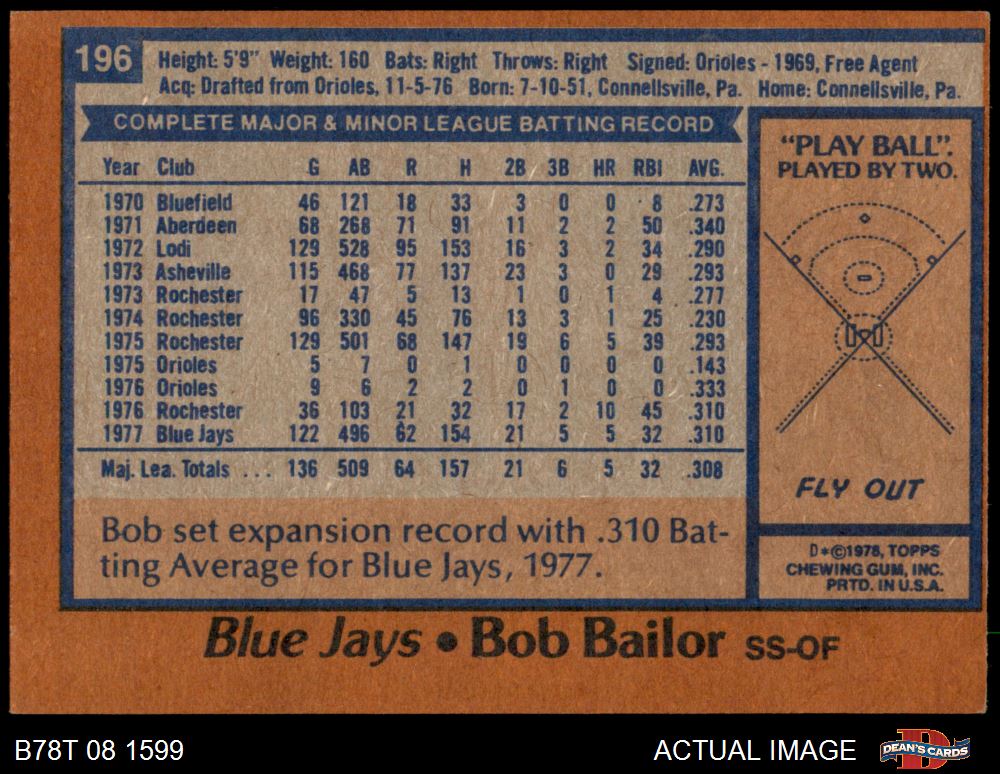 196
Height: 5'9" Weight: 160 Bats: Right Throws: Right Signed: Orioles - 1969, Free Agent
Acq: Drafted from Orioles, 11-5-76 Born: 7-10-51, Connellsville, Pa. Home: Connellsville, Pa.
COMPLETE MAJOR & MINOR LEAGUE BATTING RECORD
Year Club G AB R H 2B 3B HR RBI AVG.
1970 Bluefield 46 121 18 33 3 0 0 8 .273
1971 Aberdeen 68 268 71 91 11 2 2 50 .340
1972 Lodi 129 528 95 153 16 3 2 34 .290
1973 Asheville 115 468 77 137 23 3 0 29 .293
1973 Rochester 17 47 5 13 1 0 1 4 .277
1974 Rochester 96 330 45 76 13 3 1 25 .230
1975 Rochester 129 501 68 147 19 6 5 39 .293
1975 Orioles 5 7 0 1 0 0 0 0 .143
1976 Orioles 9 6 2 2 0 1 0 0 .333
1976 Rochester 36 103 21 32 17 2 10 45 .310
1977 Blue Jays 122 496 62 154 21 5 5 32 .310
Maj. Lea. Totals ... 136 509 64 157 21 6 5 32 .308
Bob set expansion record with .310 Bat-
ting Average for Blue Jays, 1977.
"PLAY BALL".
PLAYED BY TWO.
FLY OUT
D*©1978, TOPPS
CHEWING GUM, INC.
PRTD. IN U.S.A.
Blue Jays • Bob Bailor SS-OF
B78T 08 1599
ACTUAL IMAGE
DEAN'S CARDS